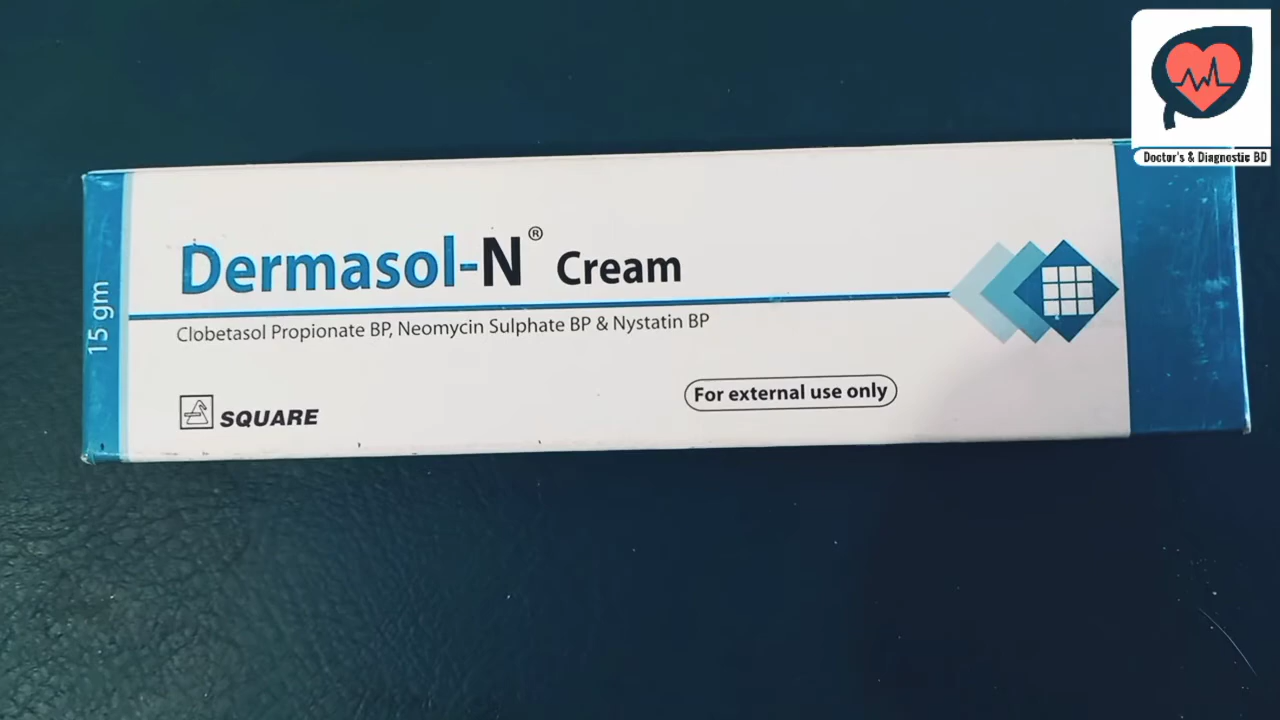 Doctor's & Diagnostic BD
15 gm
Dermasol-N® Cream
Clobetasol Propionate BP, Neomycin Sulphate BP & Nystatin BP
For external use only
SQUARE